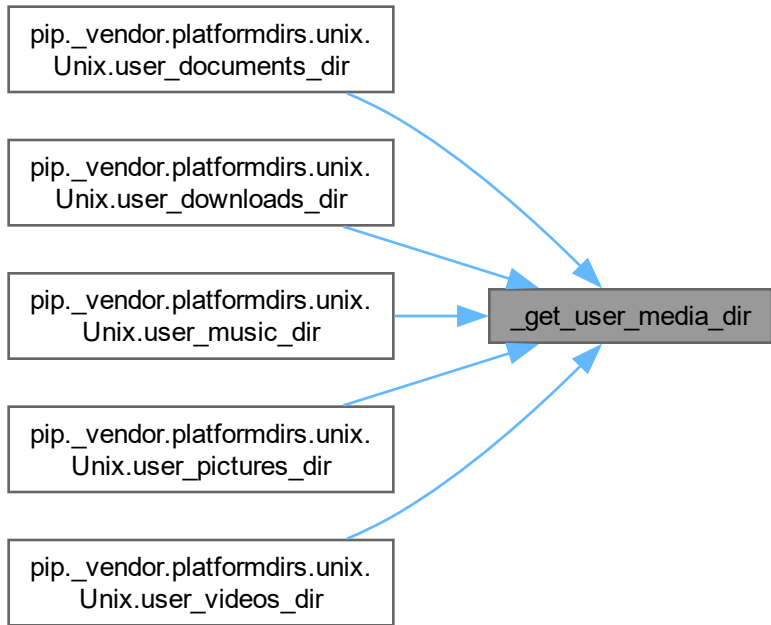 pip._vendor.platformdirs.unix.
Unix.user_documents_dir
pip._vendor.platformdirs.unix.
Unix.user_downloads_dir
pip._vendor.platformdirs.unix.
Unix.user_music_dir
_get_user_media_dir
pip._vendor.platformdirs.unix.
Unix.user_pictures_dir
pip._vendor.platformdirs.unix.
Unix.user_videos_dir